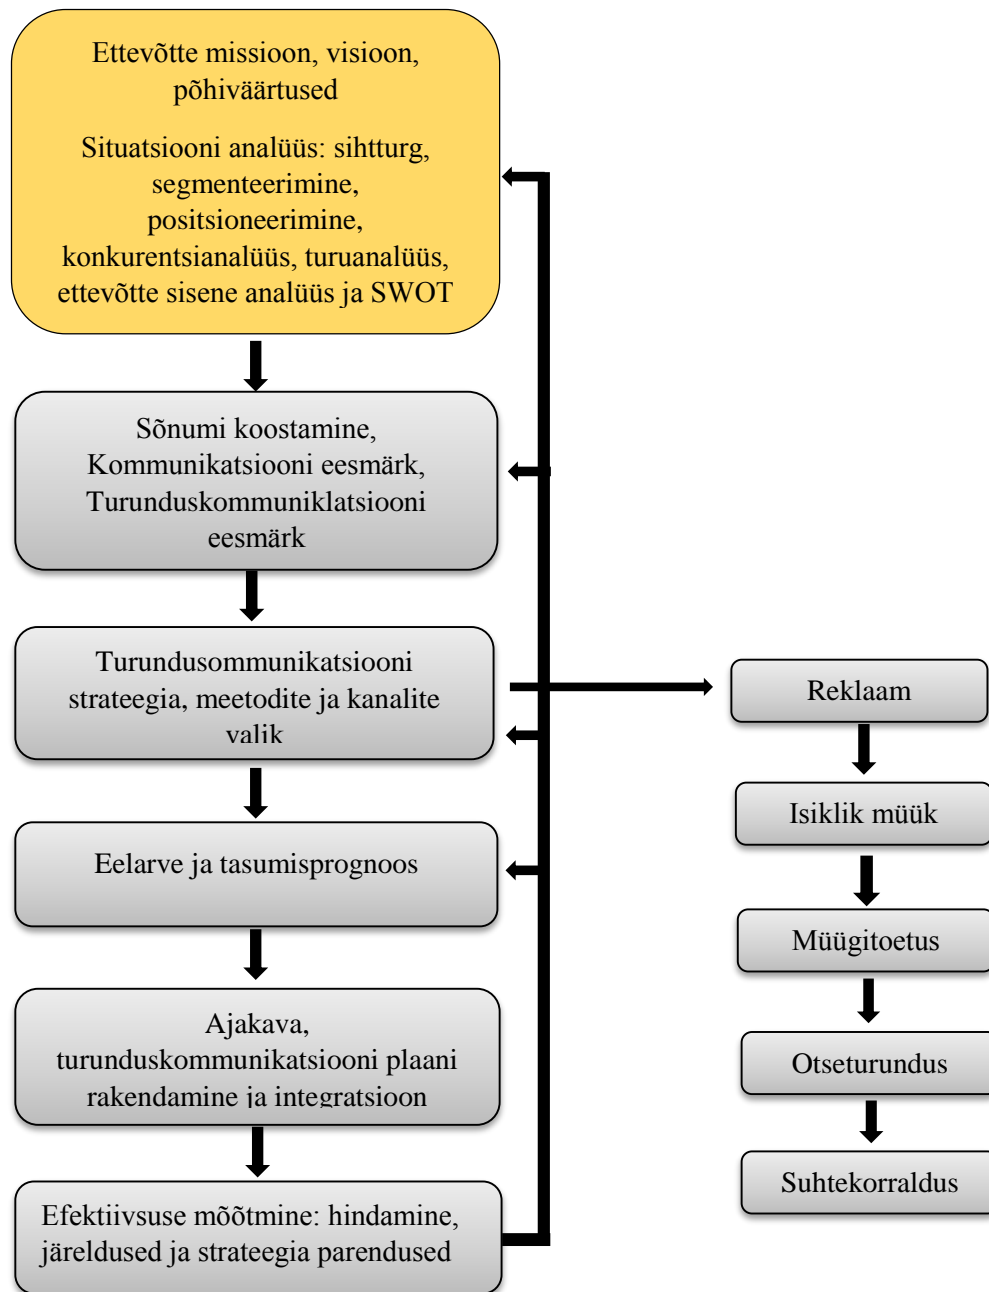 Ettevõtte missioon, visioon,
põhiväärtused
Situatsiooni analüüs: sihtturg,
segmenteerimine,
positsioneerimine,
konkurentsianalüüs, turuanalüüs,
ettevõtte sisene analüüs ja SWOT
Sõnumi koostamine,
Kommunikatsiooni eesmärk,
Turunduskommuniklatsiooni
eesmärk
Turundusommunikatsiooni
strateegia, meetodite ja kanalite
valik
Eelarve ja tasumisprognoos
Ajakava,
turunduskommunikatsiooni plaani
rakendamine ja integratsioon
Efektiivsuse mõõtmine: hindamine,
järeldused ja strateegia parendused
Reklaam
Isiklik müük
Müügitoetus
Otseturundus
Suhtekorraldus